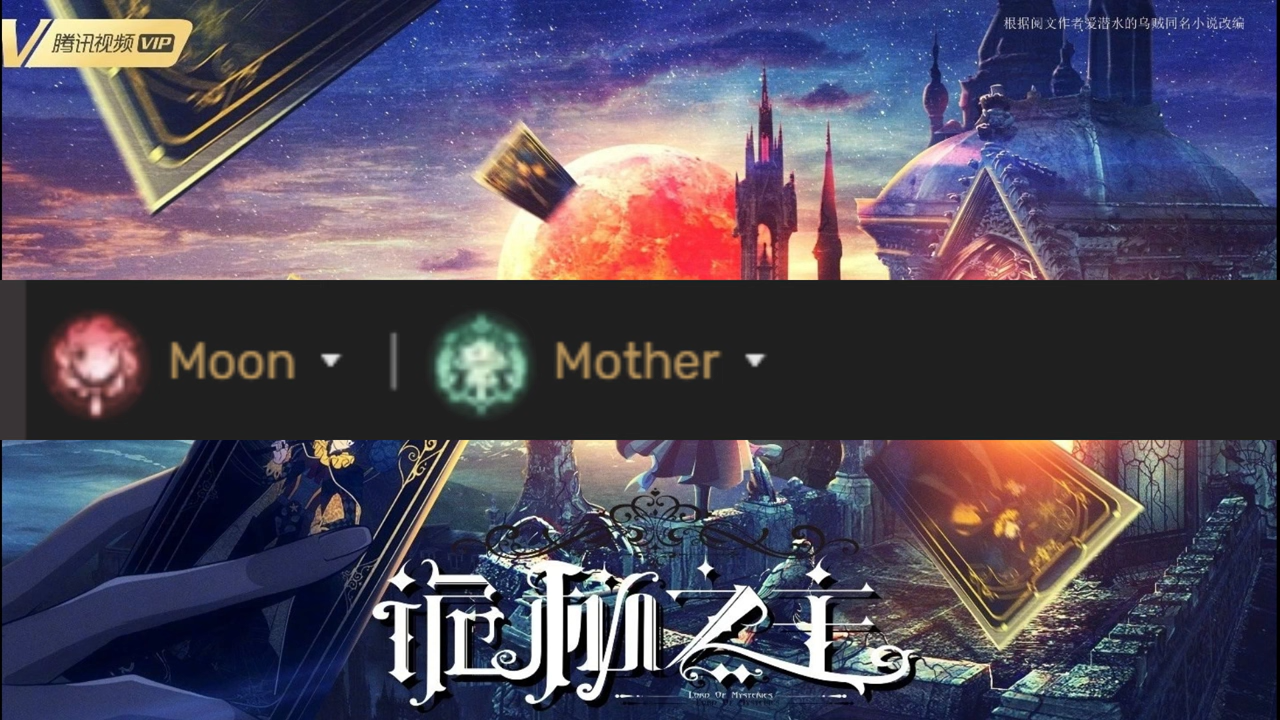 腾讯视频 VIP
根据阅文作者爱潜水的乌贼同名小说改编
Moon
Mother
诡秘之主
LORD OF MYSTERIES